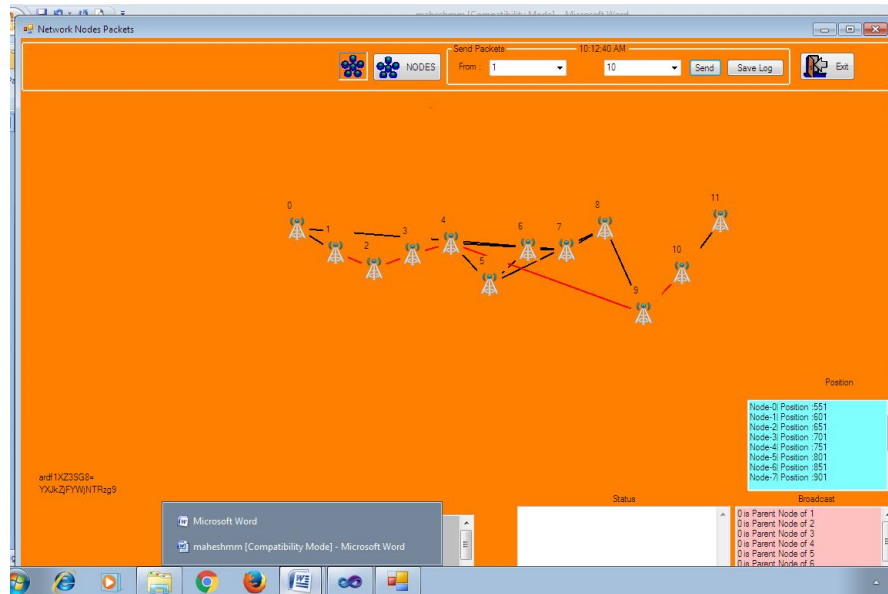 maheshmm [Compatibility Mode] - Microsoft Word
Network Nodes Packets
Send Packets 10:12:40 AM
NODES From : 1 10 Send Save Log Exit
0
1
2
3
4
5
6
7
8
9
10
11
Position
Node-0| Position :551
Node-1| Position :601
Node-2| Position :651
Node-3| Position :701
Node-4| Position :751
Node-5| Position :801
Node-6| Position :851
Node-7| Position :901
Status
Broadcast
0 is Parent Node of 1
0 is Parent Node of 2
0 is Parent Node of 3
0 is Parent Node of 4
0 is Parent Node of 5
0 is Parent Node of 6
Microsoft Word
maheshmm [Compatibility Mode] - Microsoft Word